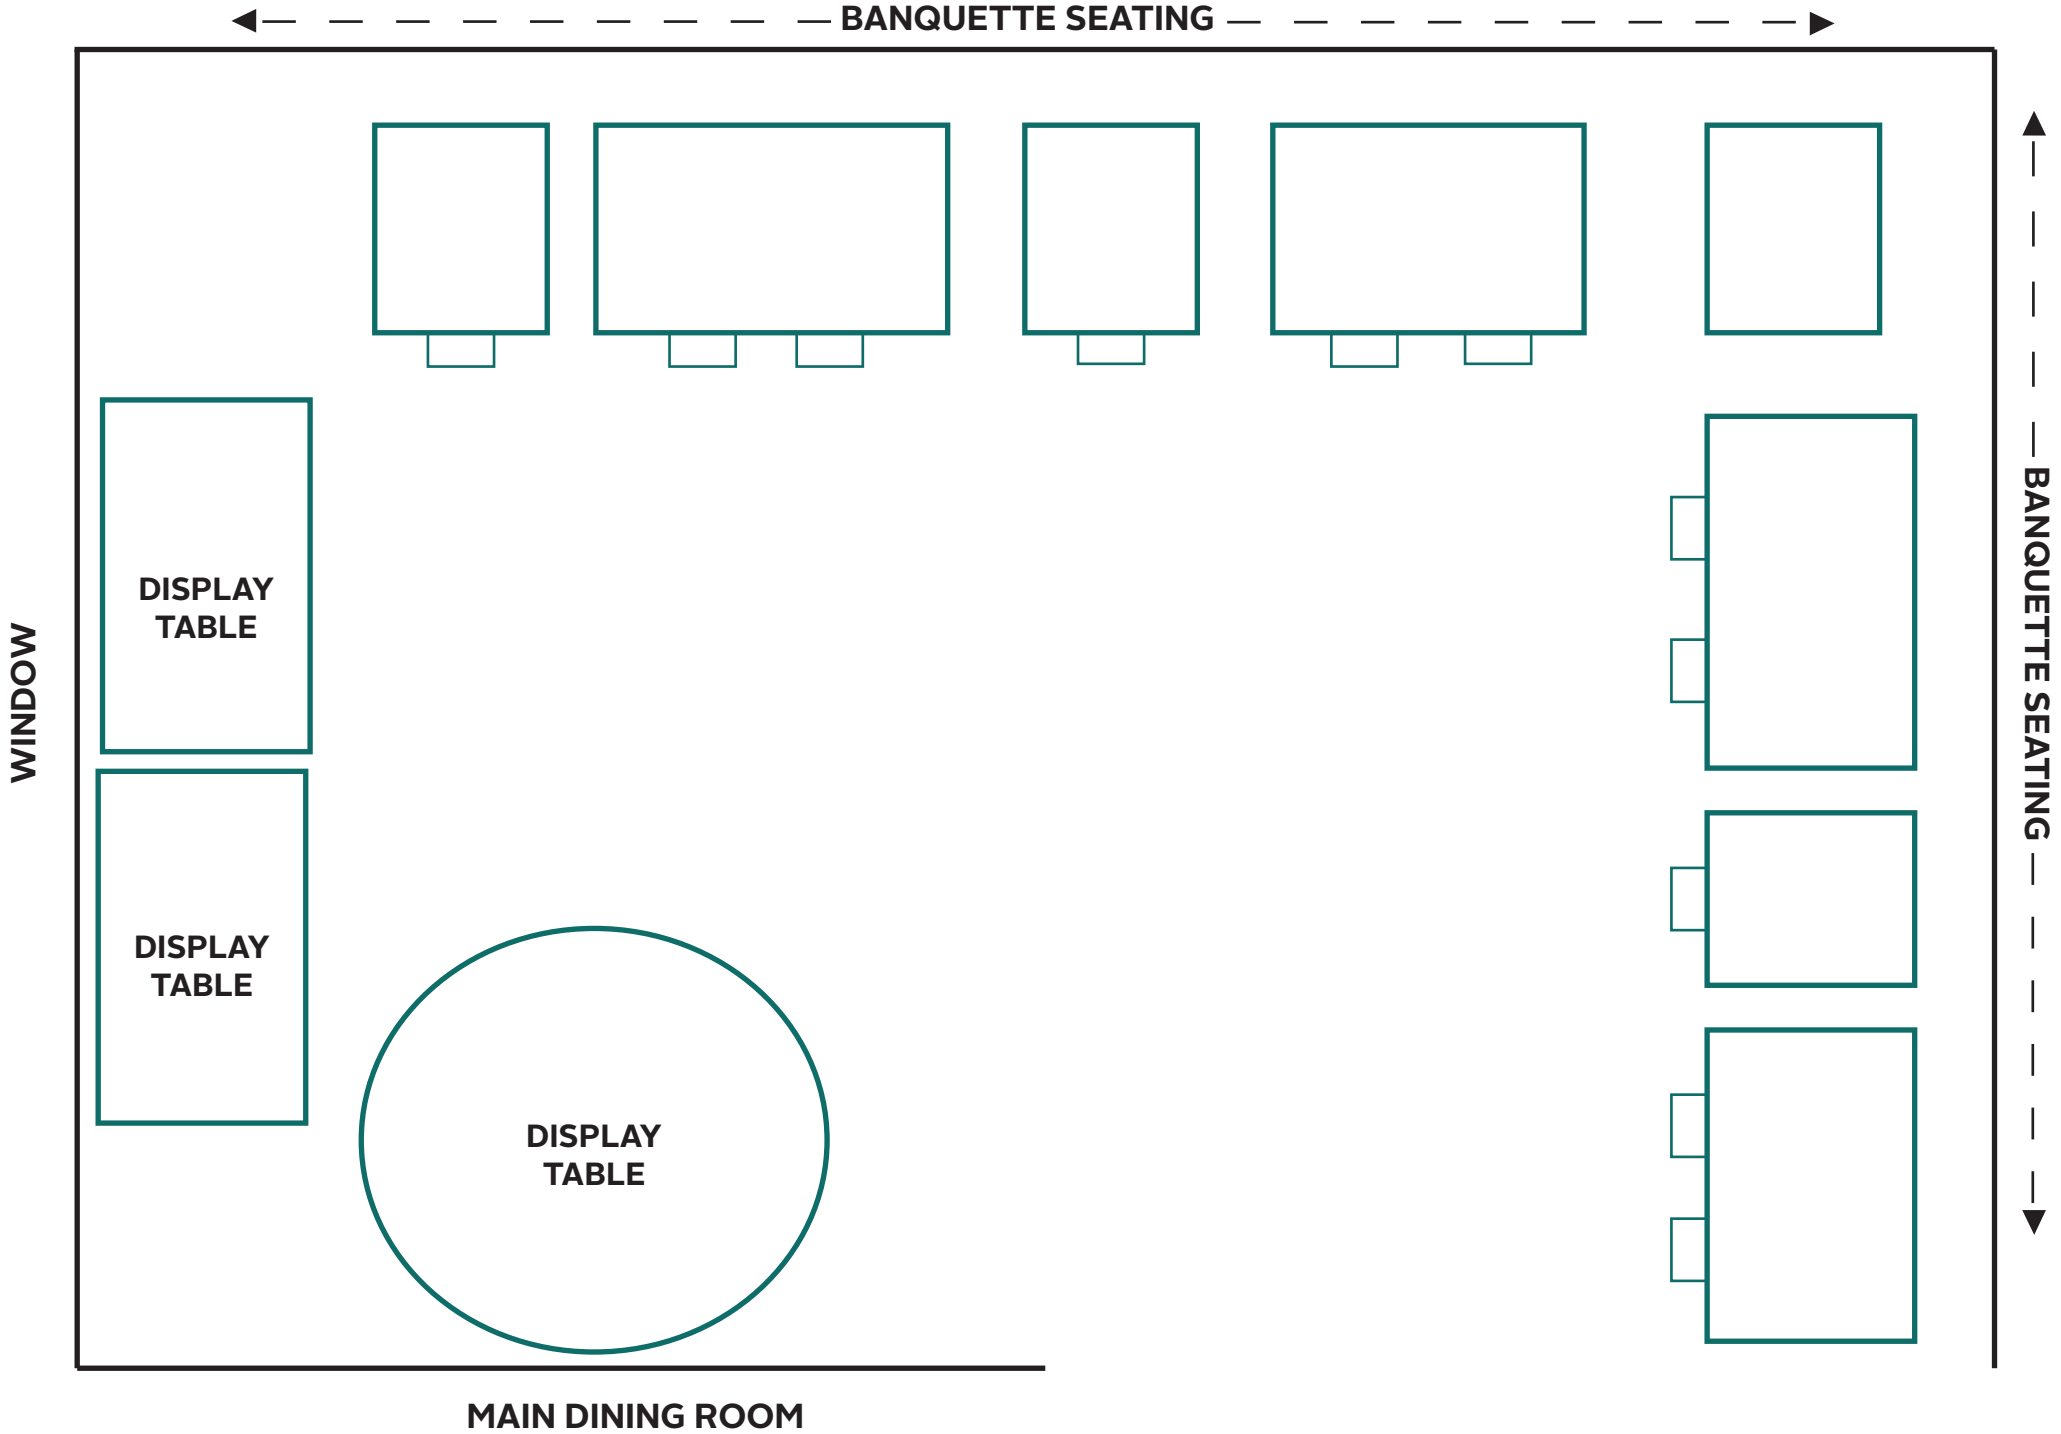 BANQUETTE SEATING
BANQUETTE SEATING
WINDOW
DISPLAY
TABLE
DISPLAY
TABLE
DISPLAY
TABLE
MAIN DINING ROOM